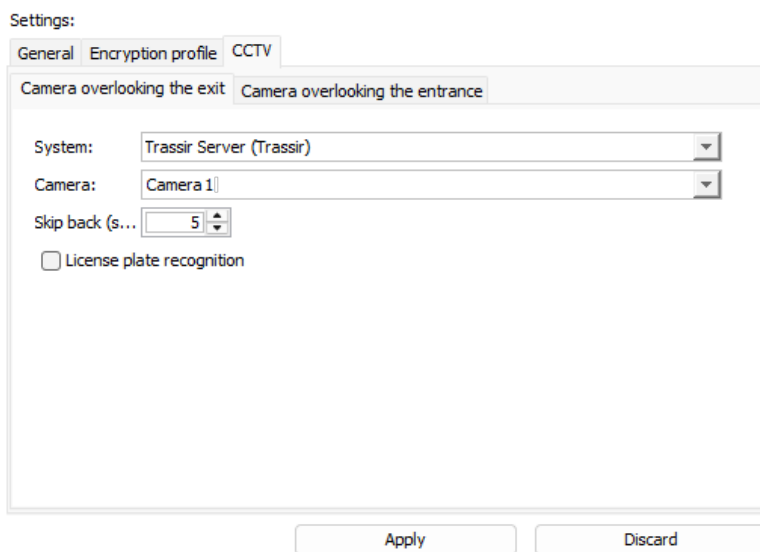 Settings:
General Encryption profile CCTV
Camera overlooking the exit Camera overlooking the entrance
System: Trassir Server (Trassir)
Camera: Camera 1
Skip back (s... 5
License plate recognition
Apply Discard